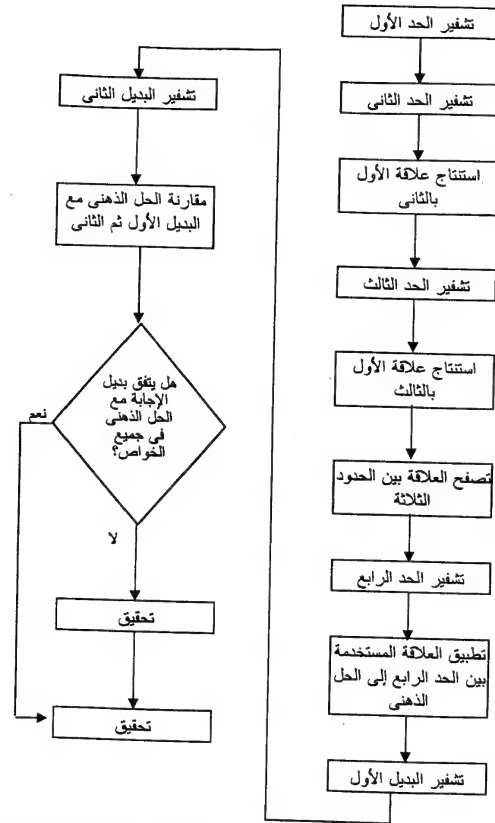 تشفير الحد الأول
تشفير الحد الثانى
استنتاج علاقة الأول
بالثانى
تشفير الحد الثالث
استنتاج علاقة الأول
بالثالث
تصفح العلاقة بين الحدود
الثلاثة
تشفير الحد الرابع
تطبيق العلاقة المستخدمة
بين الحد الرابع إلى الحل
الذهنى
تشفير البديل الأول
تشفير البديل الثانى
مقارنة الحل الذهنى مع
البديل الأول ثم الثانى
هل يتفق بديل
الإجابة مع
الحل الذهنى
فى جميع
الخواص؟
نعم
لا
تحقيق
تحقيق